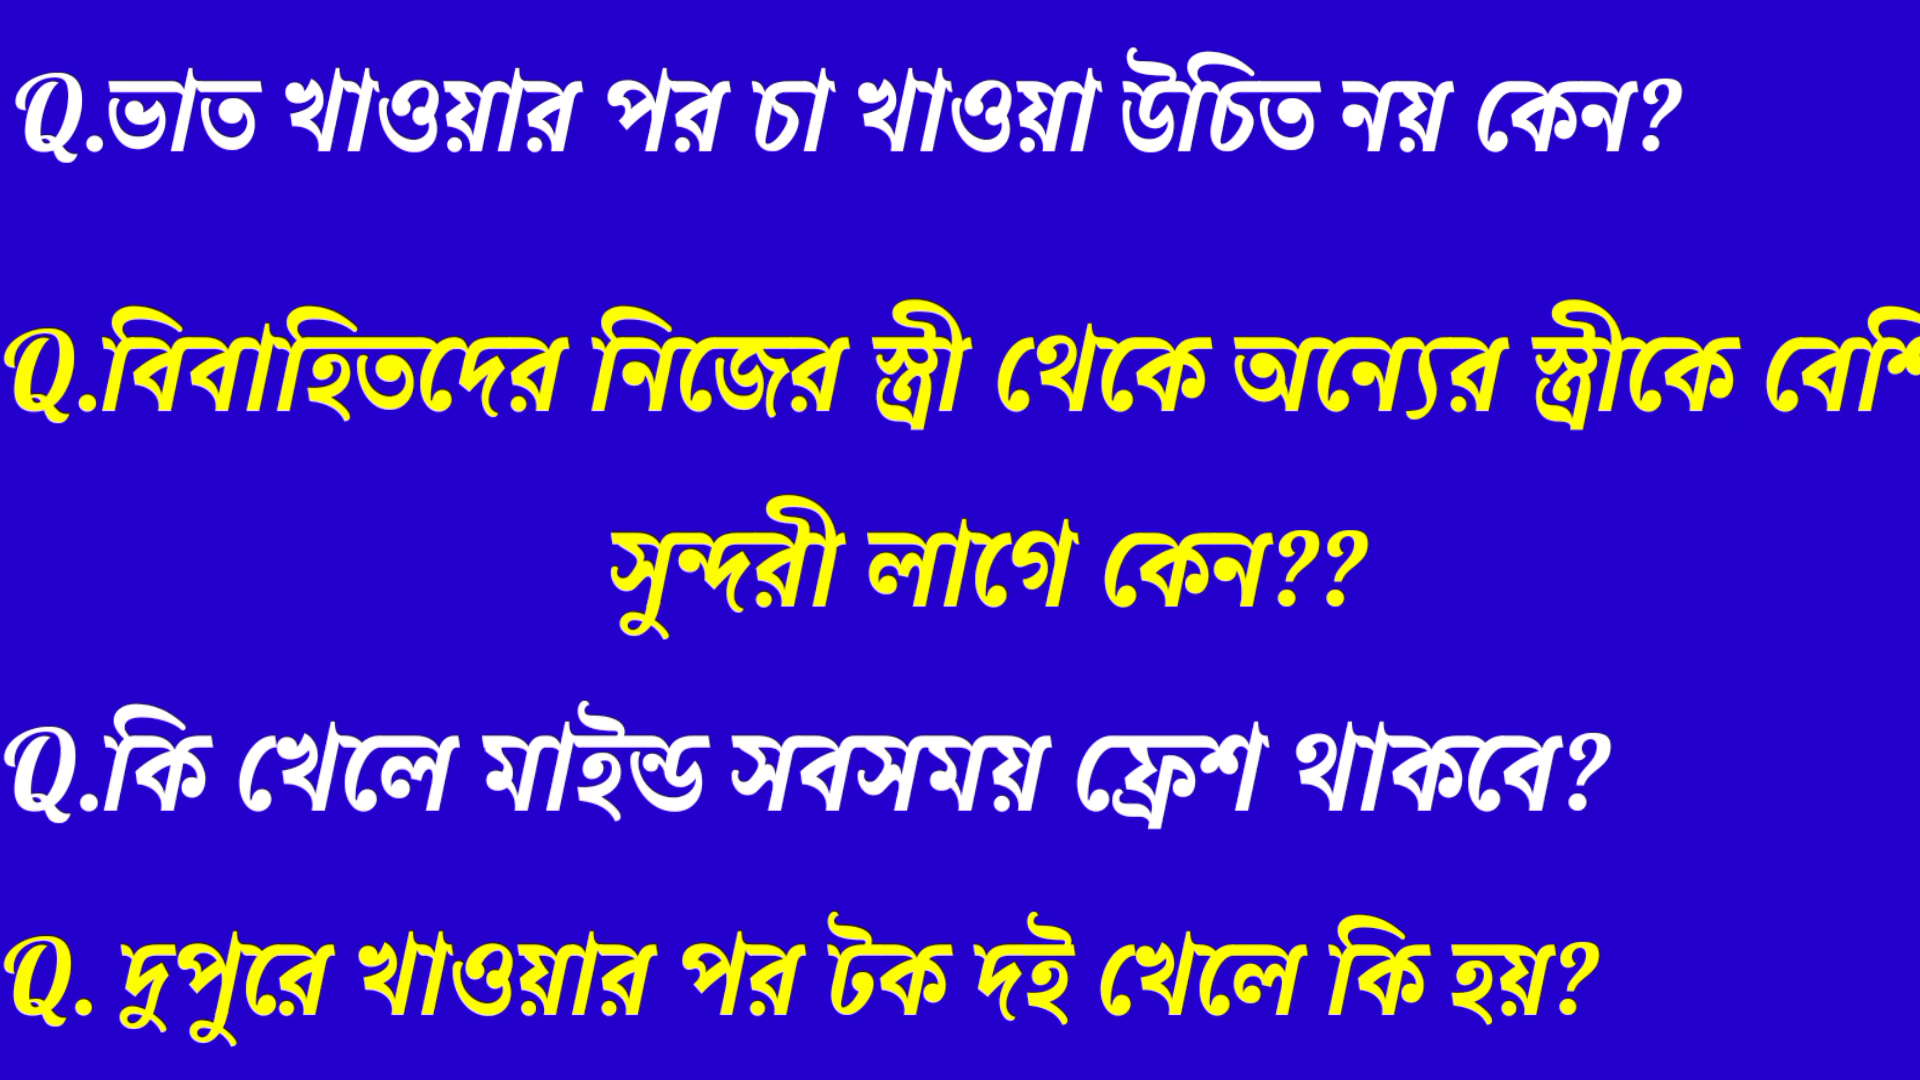 Q.ভাত খাওয়ার পর চা খাওয়া উচিত নয় কেন?
Q.বিবাহিতদের নিজের স্ত্রী থেকে অন্যের স্ত্রীকে বেশি
সুন্দরী লাগে কেন??
Q.কি খেলে মাইন্ড সবসময় ফ্রেশ থাকবে?
Q. দুপুরে খাওয়ার পর টক দই খেলে কি হয়?